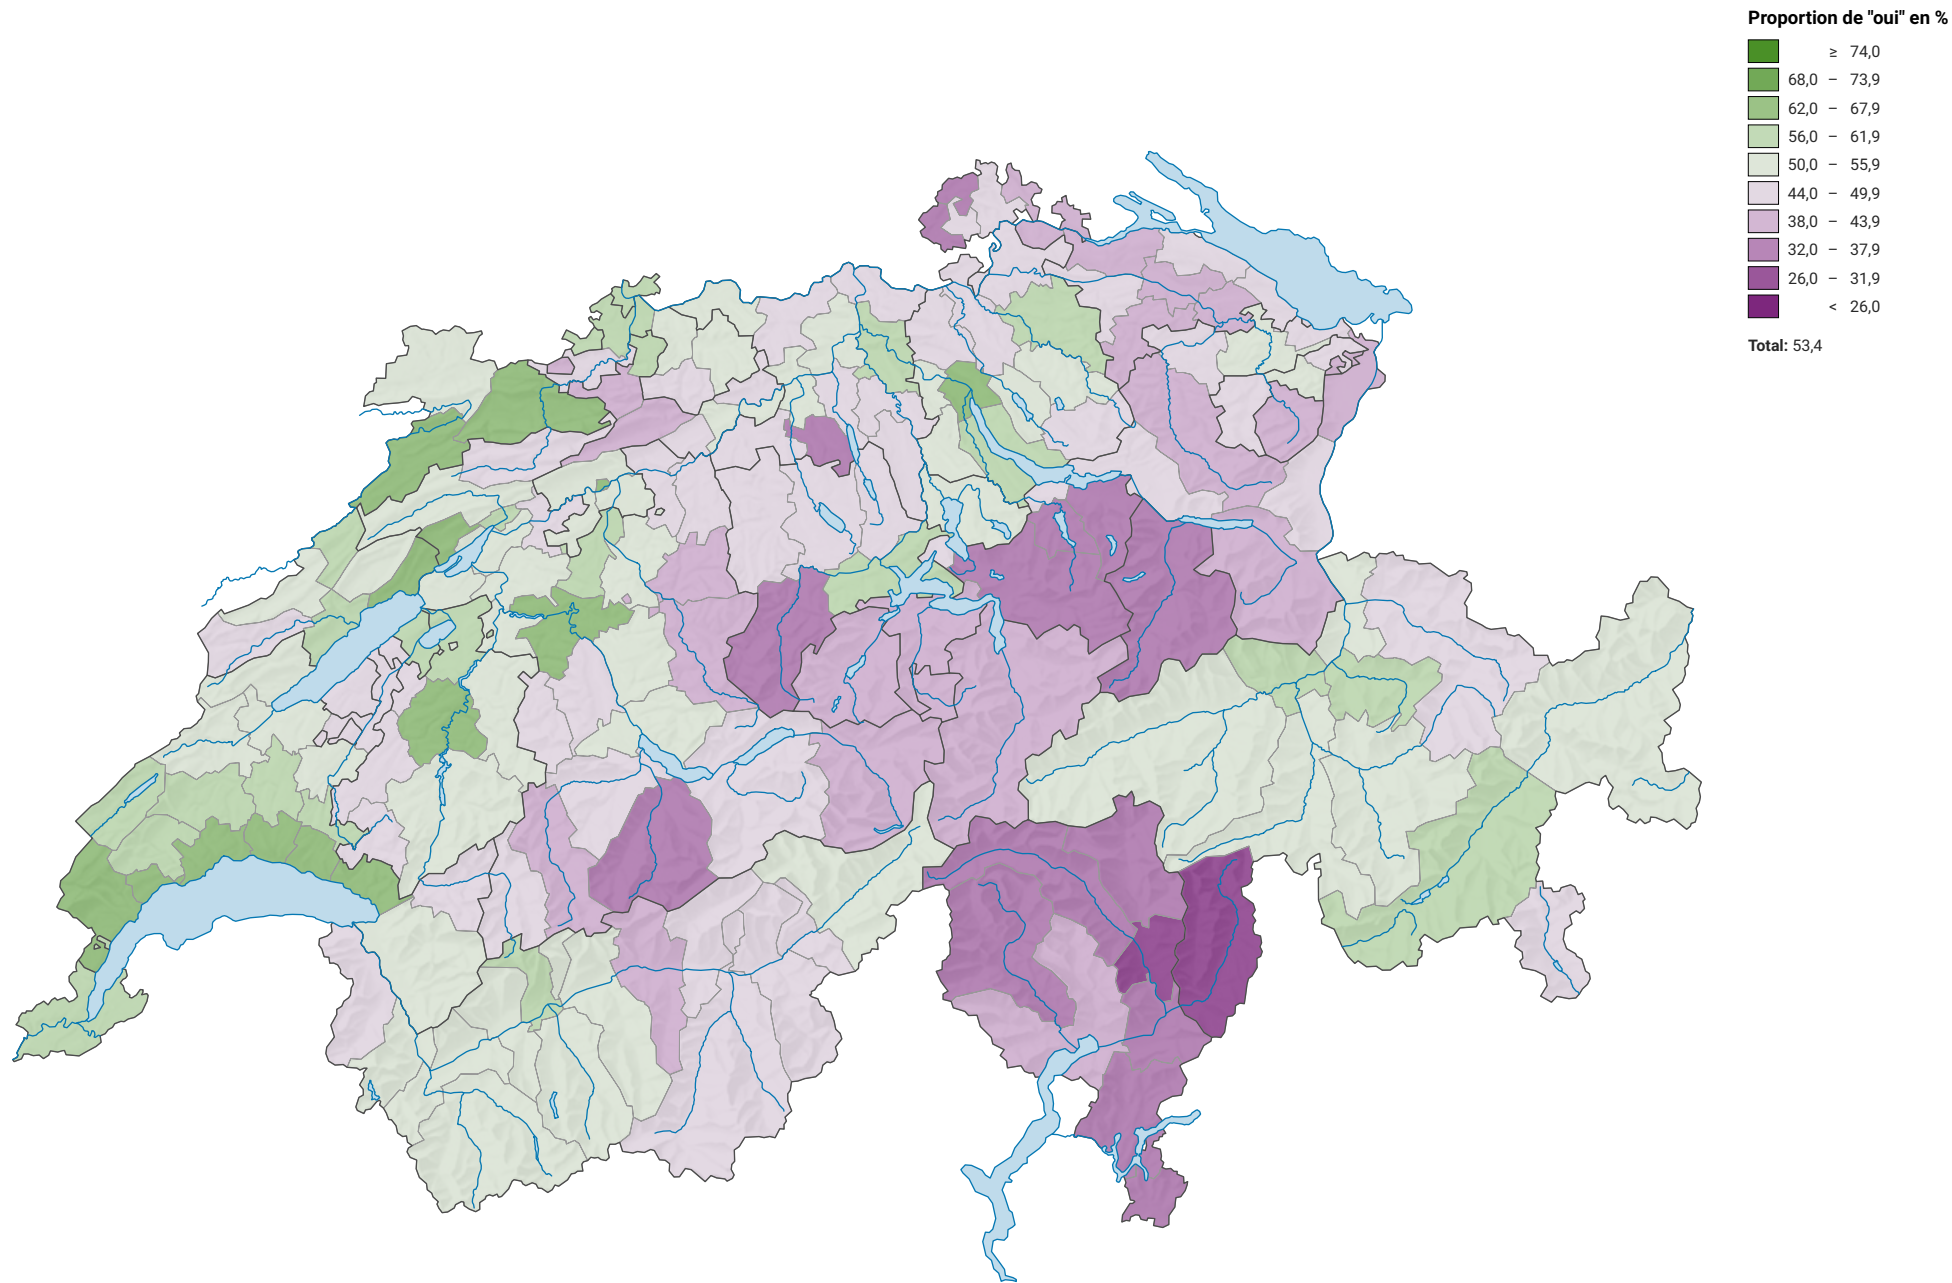 Proportion de "oui" en %
≥ 74,0
68,0 – 73,9
62,0 – 67,9
56,0 – 61,9
50,0 – 55,9
44,0 – 49,9
38,0 – 43,9
32,0 – 37,9
26,0 – 31,9
< 26,0
Total: 53,4